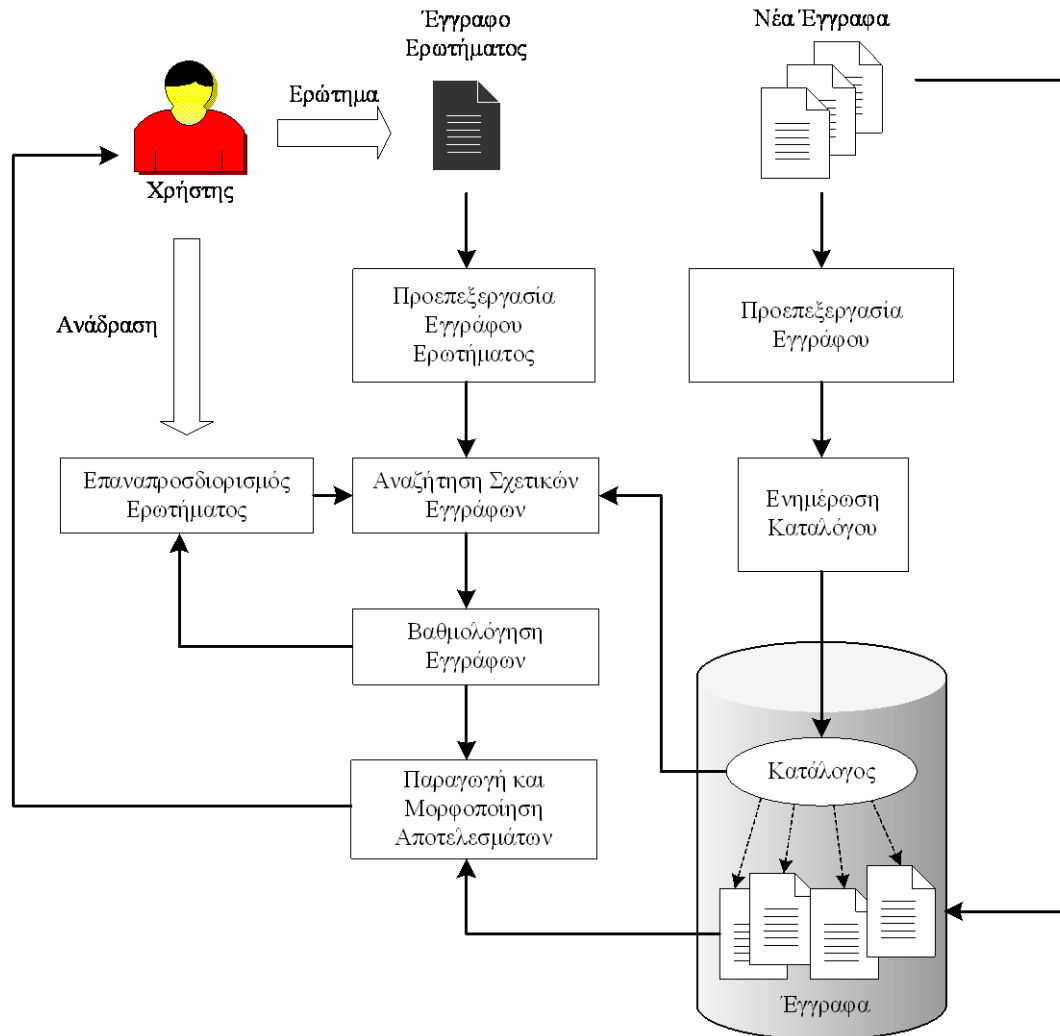 Έγγραφο
Ερωτήματος
Νέα Έγγραφα
Ερώτημα
Χρήστης
Ανάδραση
Προεπεξεργασία
Εγγράφου
Ερωτήματος
Προεπεξεργασία
Εγγράφου
Επαναπροσδιορισμός
Ερωτήματος
Αναζήτηση Σχετικών
Εγγράφων
Ενημέρωση
Καταλόγου
Βαθμολόγηση
Εγγράφων
Παραγωγή και
Μορφοποίηση
Αποτελεσμάτων
Κατάλογος
Έγγραφα